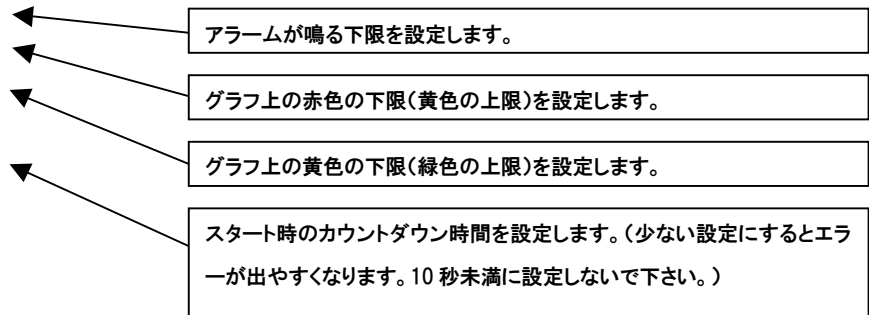 アラームが鳴る下限を設定します。
グラフ上の赤色の下限（黄色の上限）を設定します。
グラフ上の黄色の下限（緑色の上限）を設定します。
スタート時のカウントダウン時間を設定します。（少ない設定にするとエラ
ーが出やすくなります。10 秒未満に設定しないで下さい。）